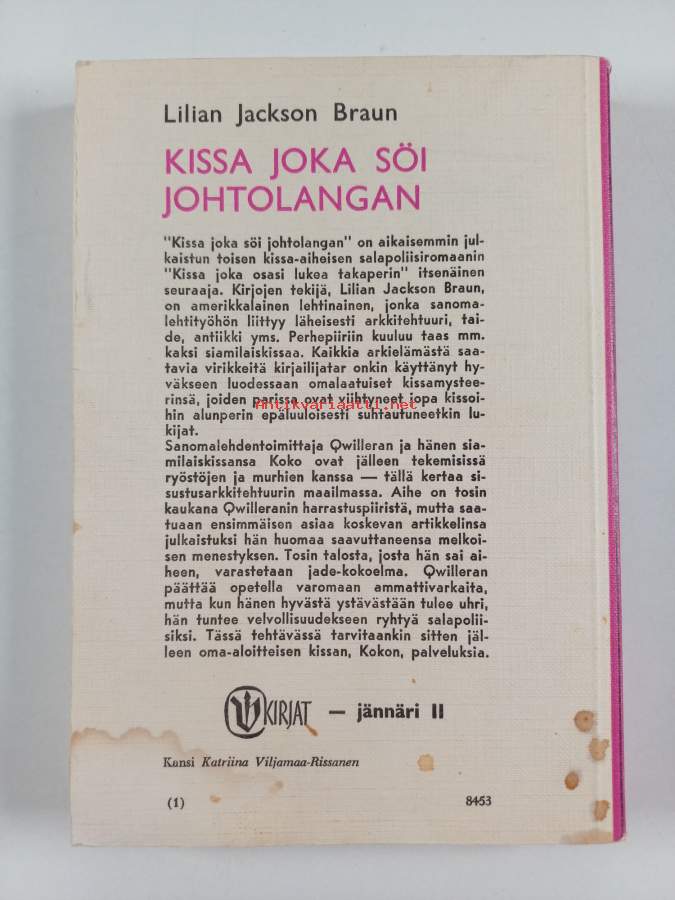 Lilian Jackson Braun
KISSA JOKA SÖI
JOHTOLANGAN
"Kissa joka söi johtolangan" on aikaisemmin jul-
kaistun toisen kissa-aiheisen salapoliisiromaanin
"Kissa joka osasi lukea takaperin" itsenäinen
seuraaja. Kirjojen tekijä, Lilian Jackson Braun,
on amerikkalainen lehtinainen, jonka sanoma-
lehtityöhön liittyy läheisesti arkkitehtuuri, tai-
de, antiikki yms. Perhepiiriin kuuluu taas mm.
kaksi siamilaiskissaa. Kaikkia arkielämästä saa-
tavia virikkeitä kirjailijatar onkin käyttänyt hy-
väkseen luodessaan omalaatuiset kissamystee-
rinsä, joiden parissa ovat viihtyneet jopa kissoi-
Antikvariaatti.net
hin alunperin epäluuloisesti suhtautuneetkin lu-
kijat.
Sanomalehdentoimittaja Qwilleran ja hänen sia-
milaiskissansa Koko ovat jälleen tekemisissä
ryöstöjen ja murhien kanssa — tällä kertaa si-
sustusarkkitehtuurin maailmassa. Aihe on tosin
kaukana Qwilleranin harrastuspiiristä, mutta saa-
tuaan ensimmäisen asiaa koskevan artikkelinsa
julkaistuksi hän huomaa saavuttaneensa melkoi-
sen menestyksen. Tosin talosta, josta hän sai ai-
heen, varastetaan jade-kokoelma. Qwilleran
päättää opetella varomaan ammattivarkaita,
mutta kun hänen hyvästä ystävästään tulee uhri,
hän tuntee velvollisuudekseen ryhtyä salapolii-
siksi. Tässä tehtävässä tarvitaankin sitten jäl-
leen oma-aloitteisen kissan, Kokon, palveluksia.
KIRJAT — jännäri II
Kansi Katriina Viljamaa-Rissanen
(1) 8453